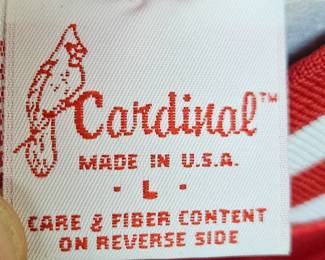 Cardinal™
MADE IN U.S.A.
- L -
CARE & FIBER CONTENT
ON REVERSE SIDE